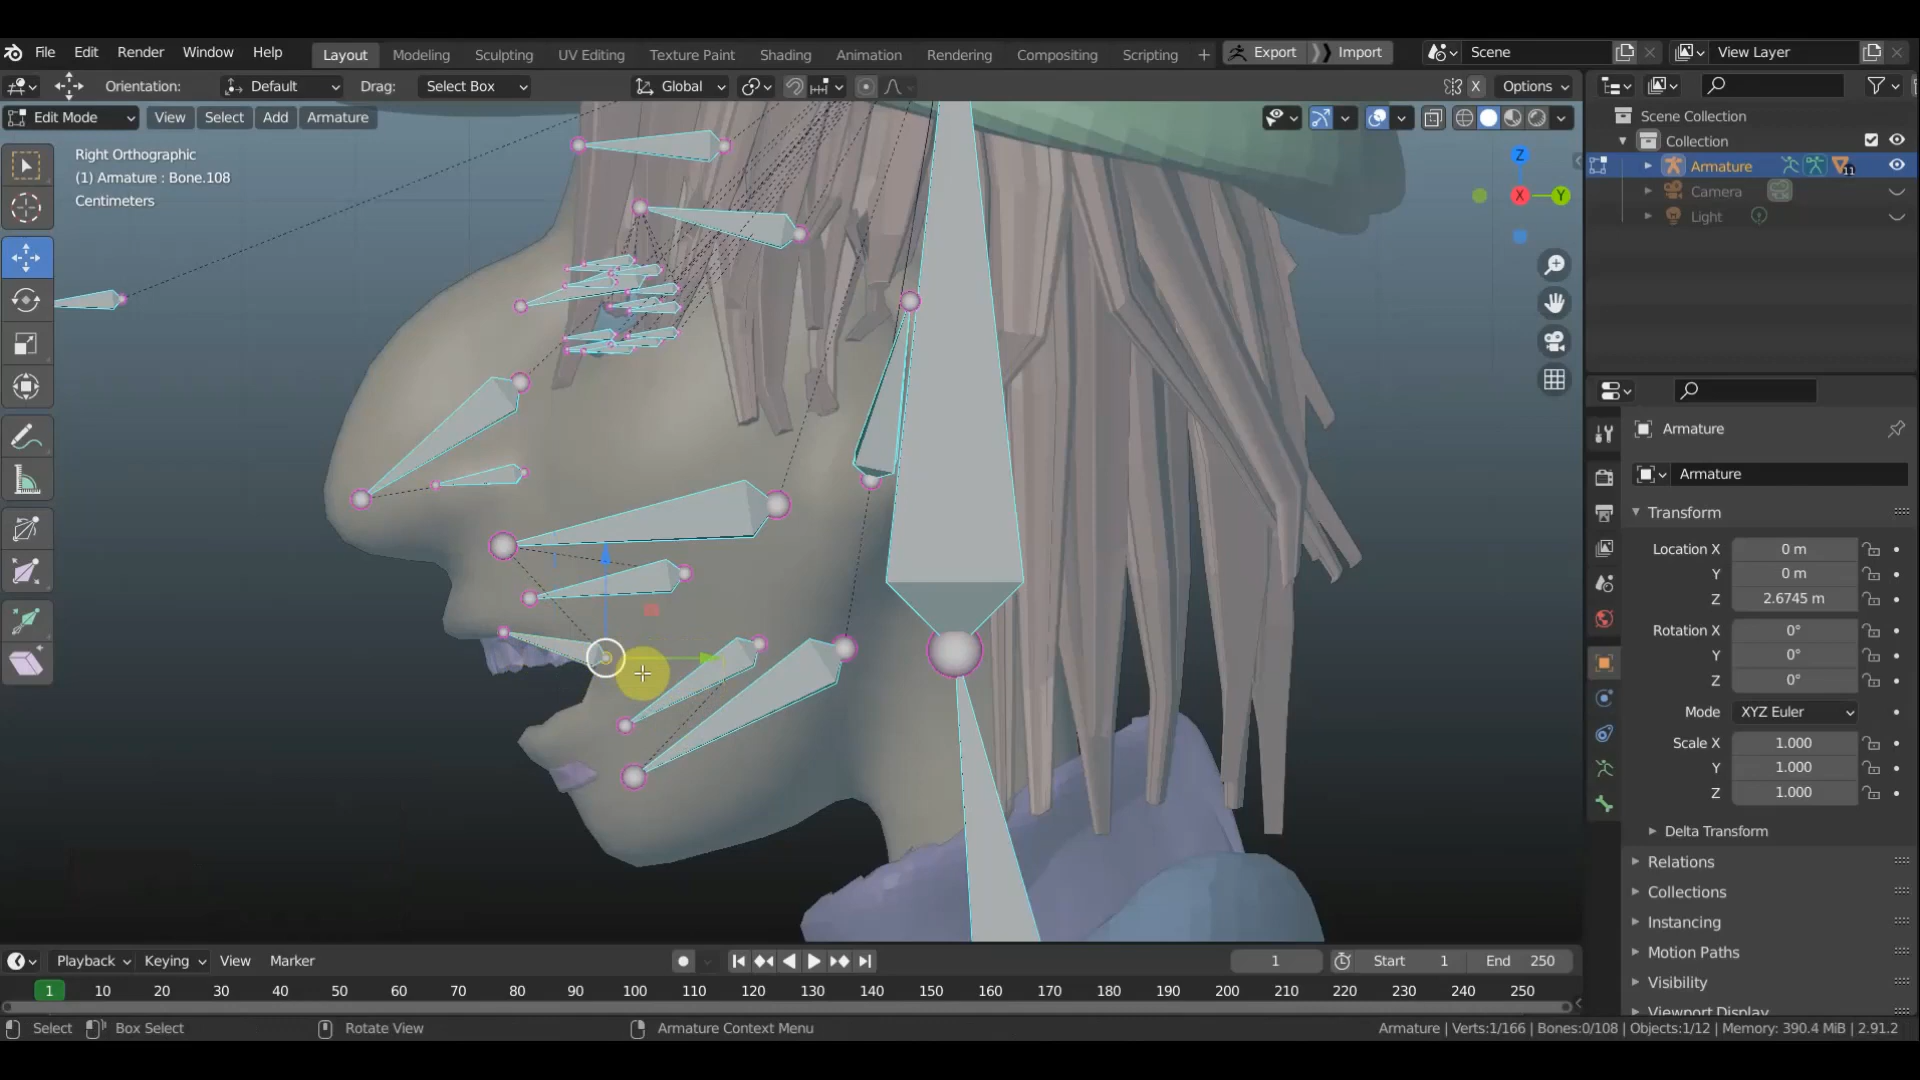 File Edit Render Window Help Layout Modeling Sculpting UV Editing Texture Paint Shading Animation Rendering Compositing Scripting + Export Import Scene View Layer
Orientation: Default Drag: Select Box Global X Options
Edit Mode View Select Add Armature
Right Orthographic
(1) Armature : Bone.108
Centimeters
Z
X
Y
Scene Collection
Collection
Armature 11
Camera
Light
Armature
Armature
Transform
Location X 0 m
Y 0 m
Z 2.6745 m
Rotation X 0°
Y 0°
Z 0°
Mode XYZ Euler
Scale X 1.000
Y 1.000
Z 1.000
Delta Transform
Relations
Collections
Instancing
Motion Paths
Visibility
Viewport Display
Playback Keying View Marker 1 Start 1 End 250
1 10 20 30 40 50 60 70 80 90 100 110 120 130 140 150 160 170 180 190 200 210 220 230 240 250
Select Box Select Rotate View Armature Context Menu Armature | Verts:1/166 | Bones:0/108 | Objects:1/12 | Memory: 390.4 MiB | 2.91.2